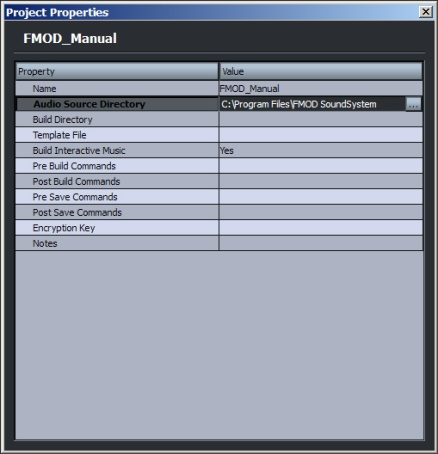 Project Properties
FMOD_Manual
Property Value
Name FMOD_Manual
Audio Source Directory C:\Program Files\FMOD SoundSystem ...
Build Directory
Template File
Build Interactive Music Yes
Pre Build Commands
Post Build Commands
Pre Save Commands
Post Save Commands
Encryption Key
Notes